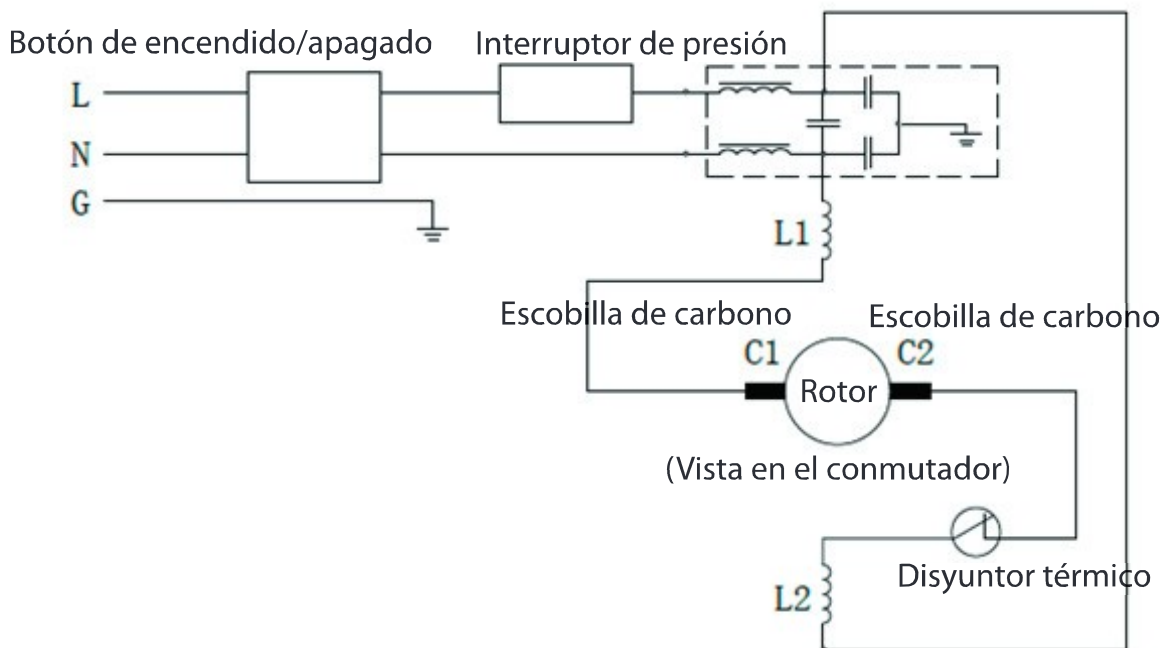 Botón de encendido/apagado
Interruptor de presión
L
N
G
L1
Escobilla de carbono
Escobilla de carbono
C1
C2
Rotor
(Vista en el conmutador)
Disyuntor térmico
L2